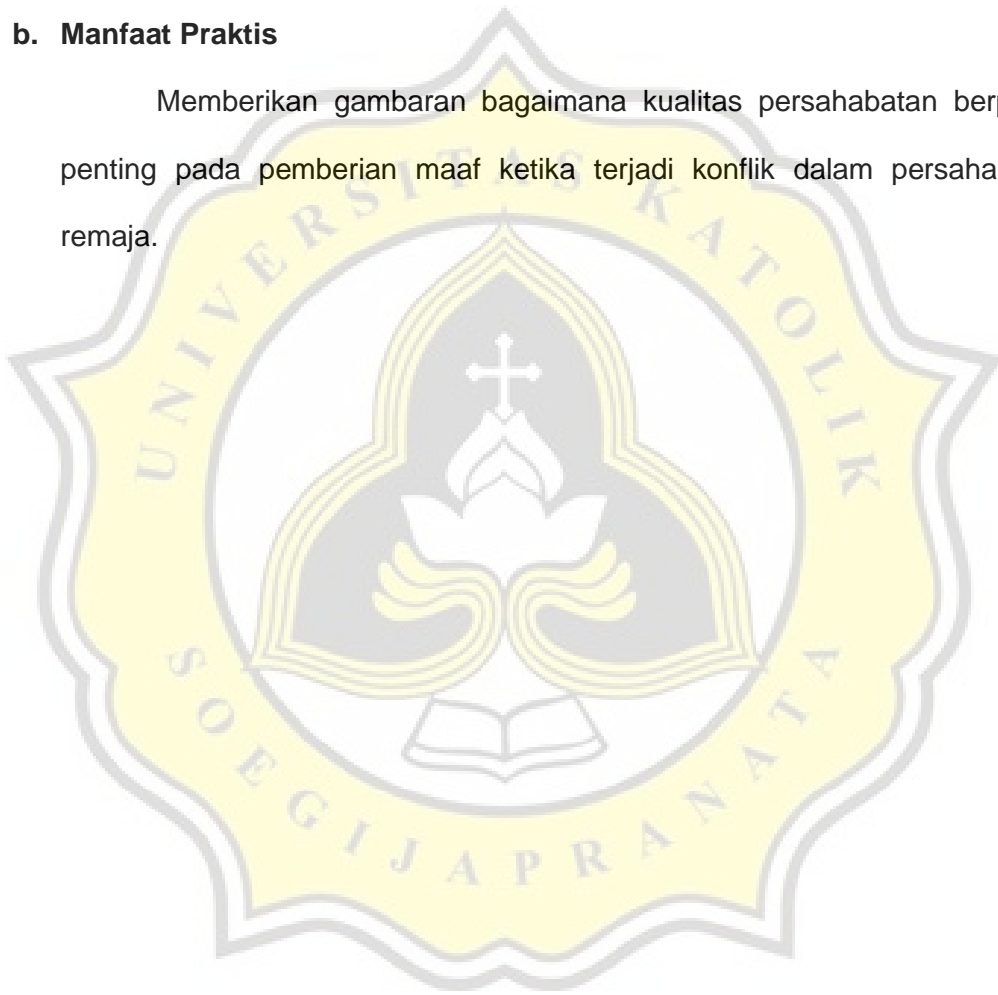 b. Manfaat Praktis
Memberikan gambaran bagaimana kualitas persahabatan
penting pada pemberian maaf ketika terjadi konflik dalam
remaja.
UNIVERSITAS KATOLIK
SOEGIJAPRANATA